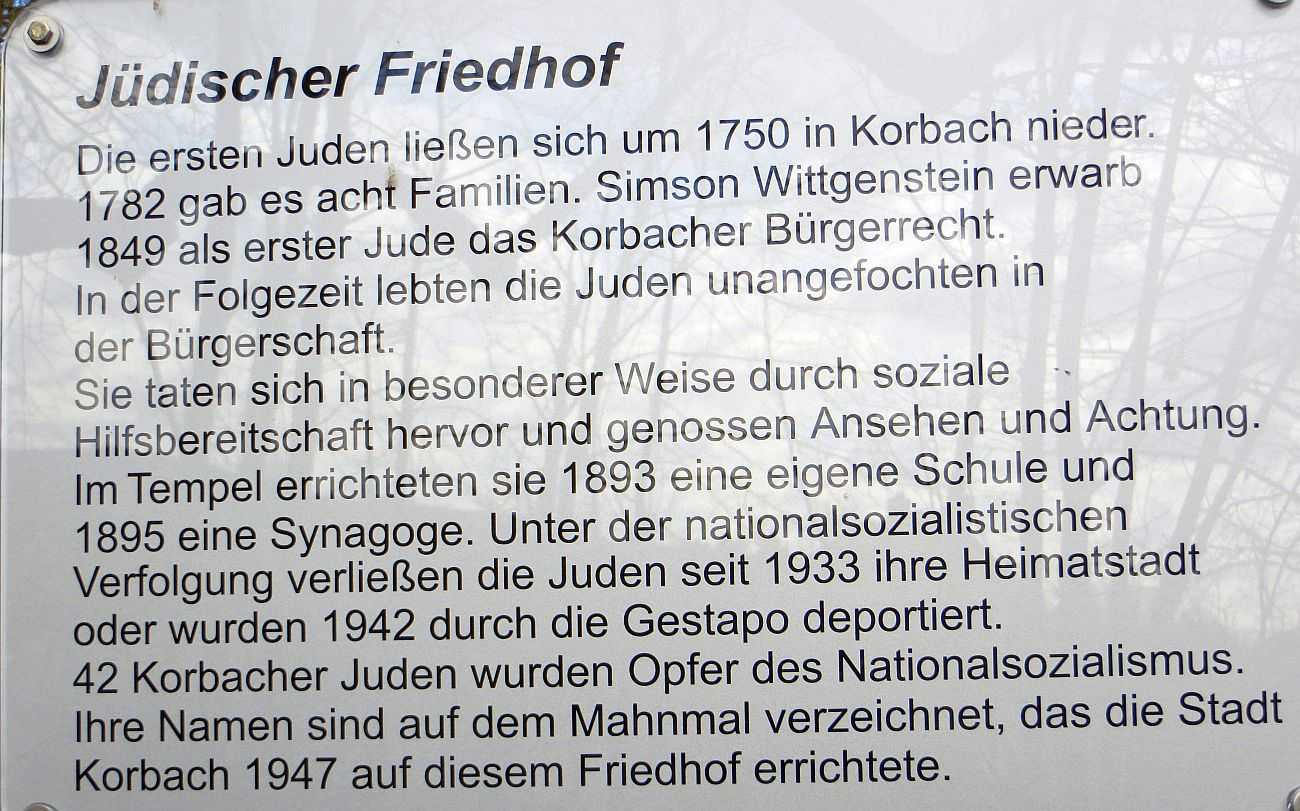 Jüdischer Friedhof
Die ersten Juden ließen sich um 1750 in Korbach nieder.
1782 gab es acht Familien. Simson Wittgenstein erwarb
1849 als erster Jude das Korbacher Bürgerrecht.
In der Folgezeit lebten die Juden unangefochten in
der Bürgerschaft.
Sie taten sich in besonderer Weise durch soziale
Hilfsbereitschaft hervor und genossen Ansehen und Achtung.
Im Tempel errichteten sie 1893 eine eigene Schule und
1895 eine Synagoge. Unter der nationalsozialistischen
Verfolgung verließen die Juden seit 1933 ihre Heimatstadt
oder wurden 1942 durch die Gestapo deportiert.
42 Korbacher Juden wurden Opfer des Nationalsozialismus.
Ihre Namen sind auf dem Mahnmal verzeichnet, das die Stadt
Korbach 1947 auf diesem Friedhof errichtete.